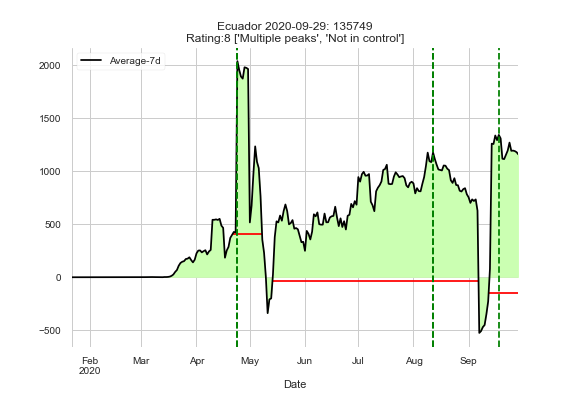 Ecuador 2020-09-29: 135749
Rating:8 ['Multiple peaks', 'Not in control']
Average-7d
2000
1500
1000
500
0
−500
Feb Mar Apr May Jun Jul Aug Sep
2020
Date